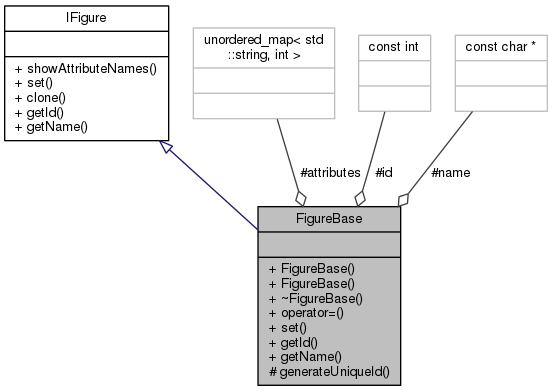 IFigure
+ showAttributeNames()
+ set()
+ clone()
+ getId()
+ getName()
unordered_map< std
::string, int >
const int
const char *
#attributes
#id
#name
FigureBase
+ FigureBase()
+ FigureBase()
+ ~FigureBase()
+ operator=()
+ set()
+ getId()
+ getName()
# generateUniqueId()